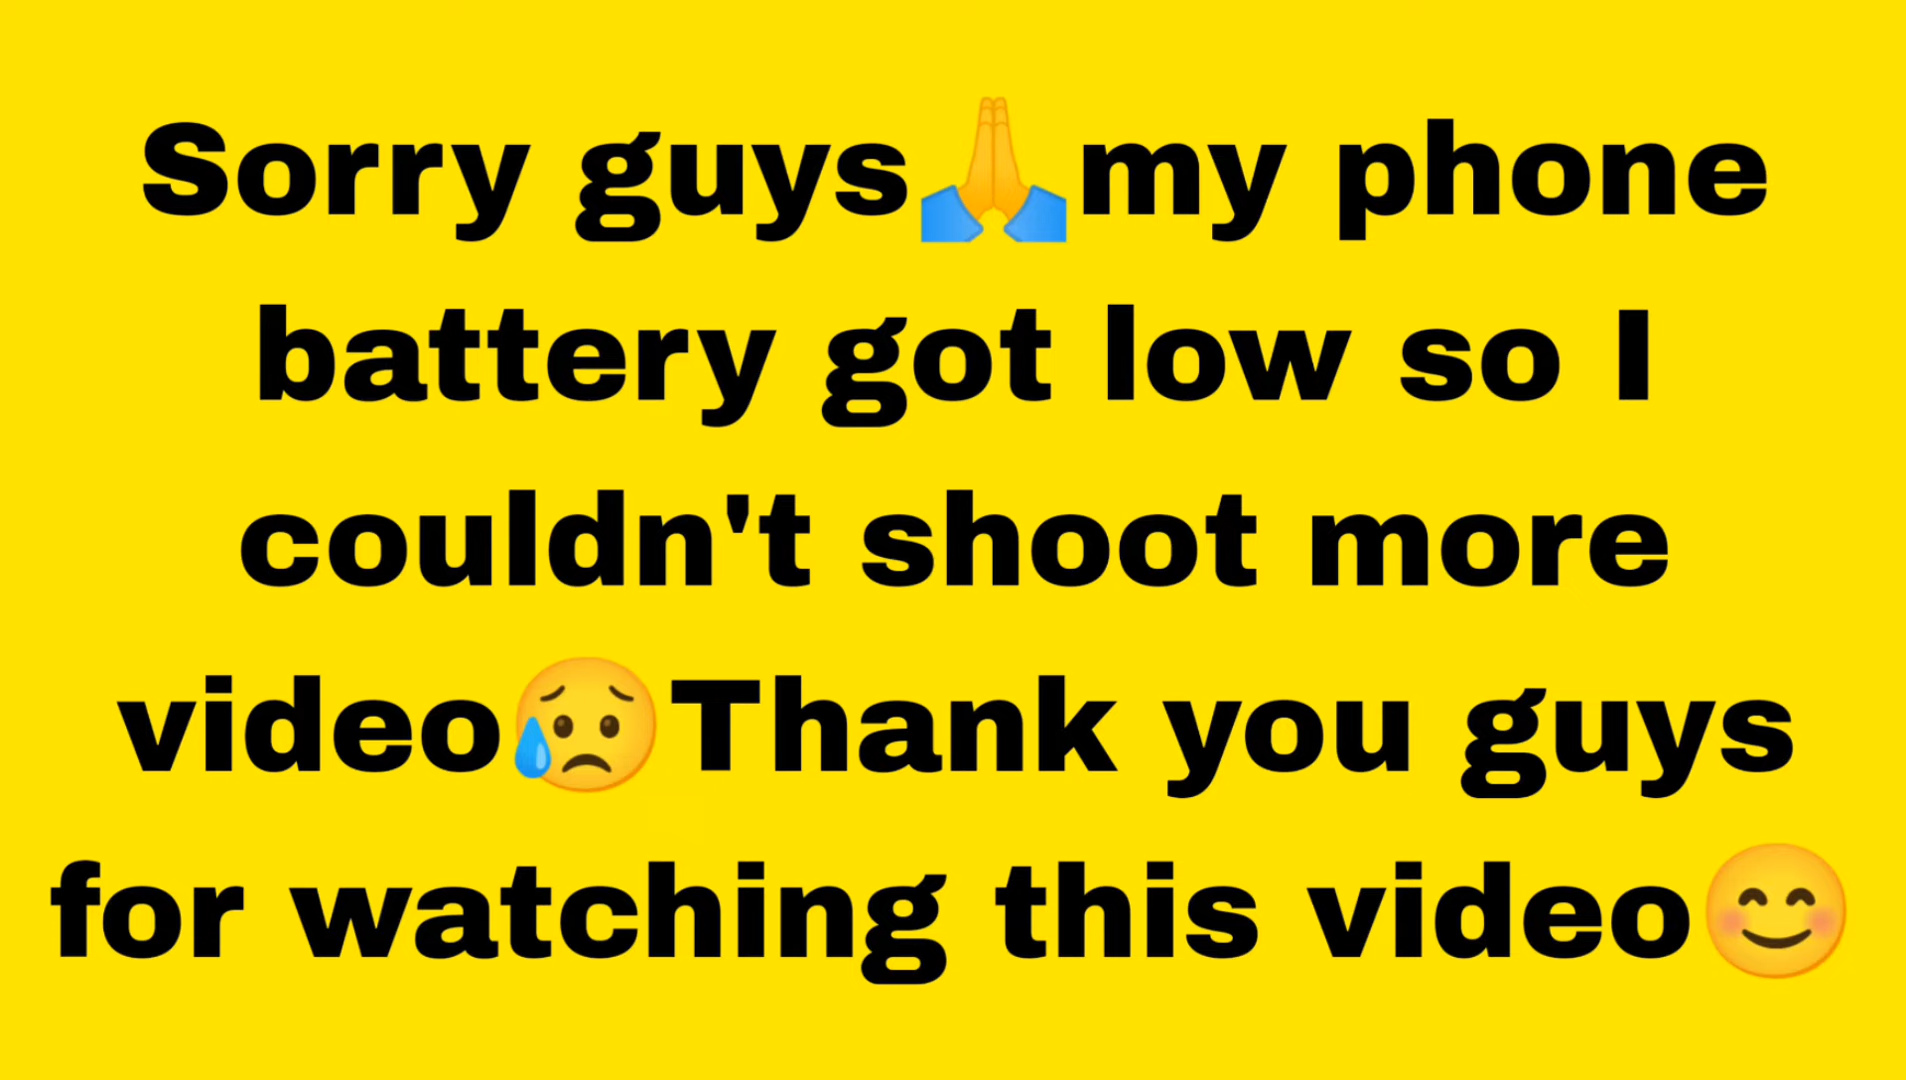 Sorry guys🙏my phone
battery got low so I
couldn't shoot more
video😥Thank you guys
for watching this video😊